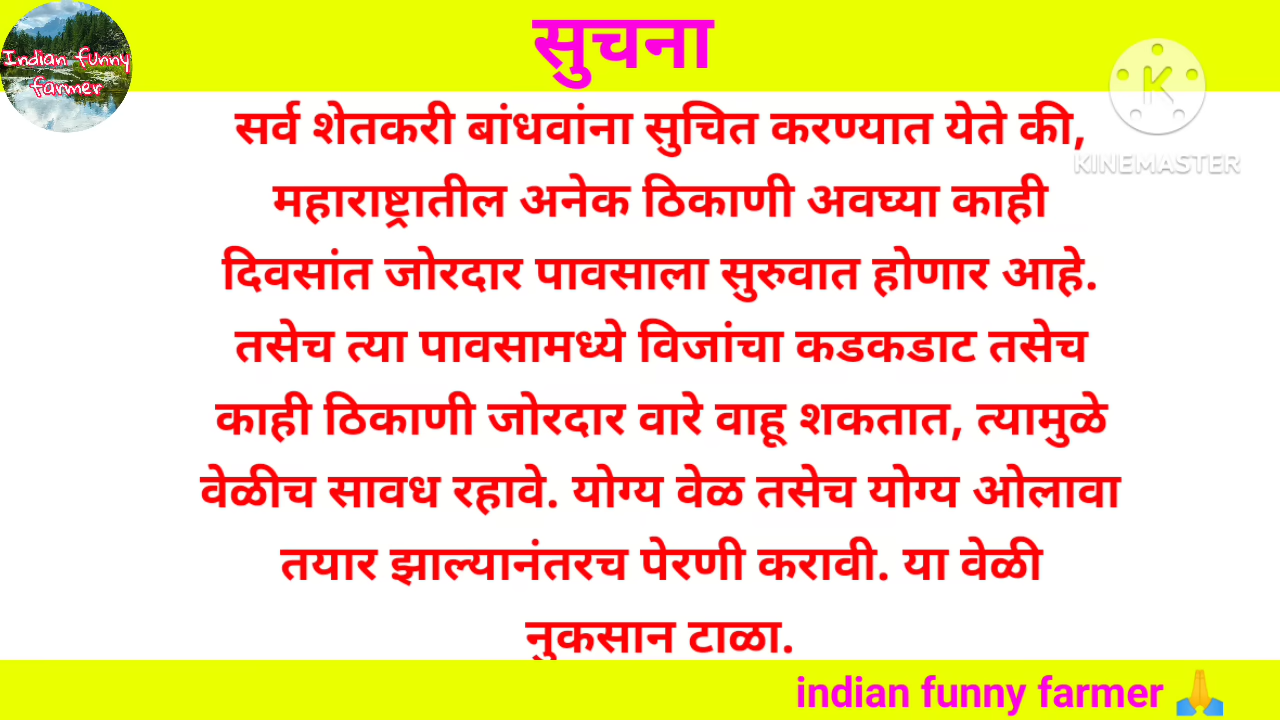 सुचना
Indian funny
farmer
KINEMASTER
सर्व शेतकरी बांधवांना सुचित करण्यात येते की,
महाराष्ट्रातील अनेक ठिकाणी अवघ्या काही
दिवसांत जोरदार पावसाला सुरुवात होणार आहे.
तसेच त्या पावसामध्ये विजांचा कडकडाट तसेच
काही ठिकाणी जोरदार वारे वाहू शकतात, त्यामुळे
वेळीच सावध रहावे. योग्य वेळ तसेच योग्य ओलावा
तयार झाल्यानंतरच पेरणी करावी. या वेळी
नुकसान टाळा.
indian funny farmer 🙏